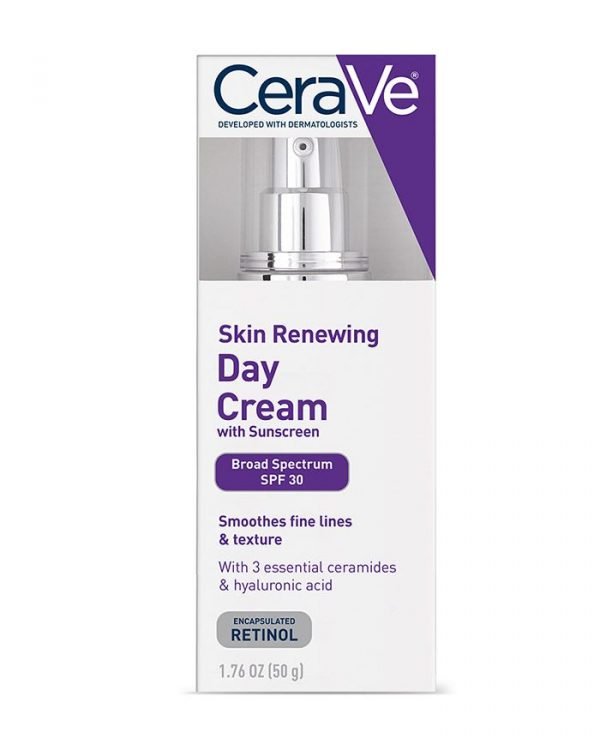 CeraVe®
DEVELOPED WITH DERMATOLOGISTS
Skin Renewing
Day
Cream
with Sunscreen
Broad Spectrum
SPF 30
Smoothes fine lines
& texture
With 3 essential ceramides
& hyaluronic acid
ENCAPSULATED
RETINOL
1.76 OZ (50 g)